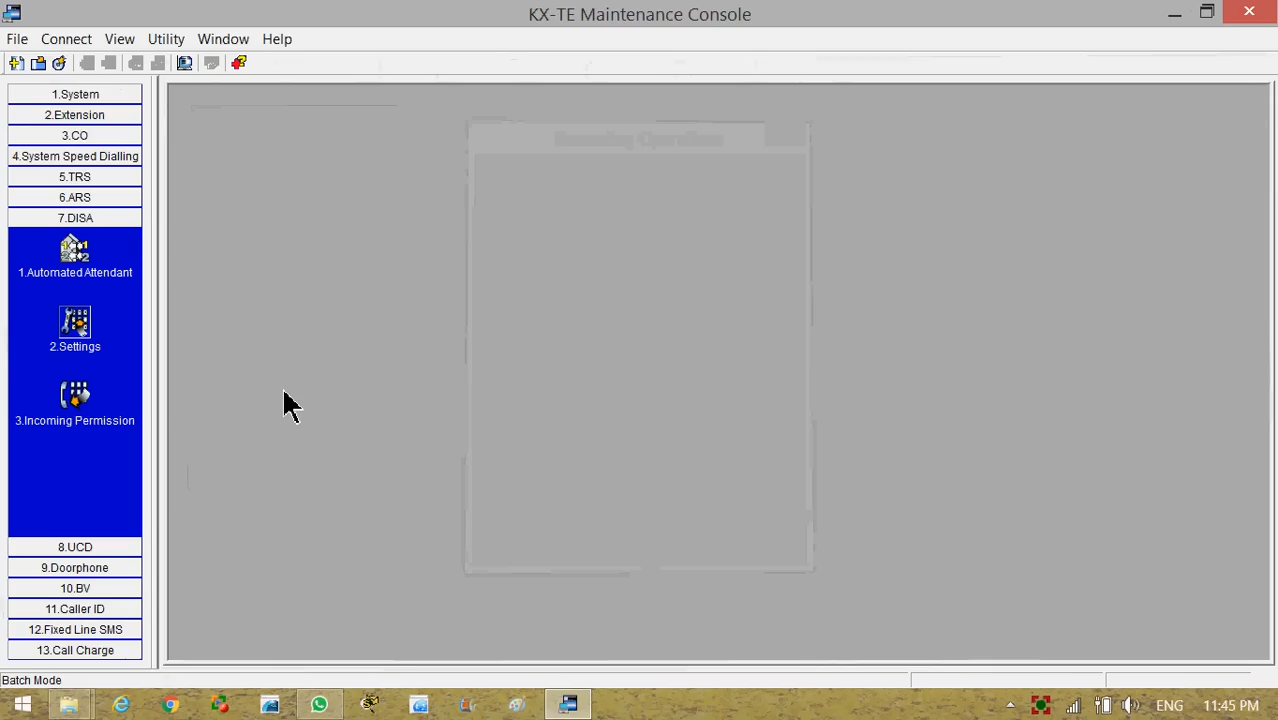 KX-TE Maintenance Console
File Connect View Utility Window Help
1.System
2.Extension
3.CO
4.System Speed Dialling
5.TRS
6.ARS
7.DISA
1.Automated Attendant
2.Settings
3.Incoming Permission
8.UCD
9.Doorphone
10.BV
11.Caller ID
12.Fixed Line SMS
13.Call Charge
Batch Mode
ENG 11:45 PM